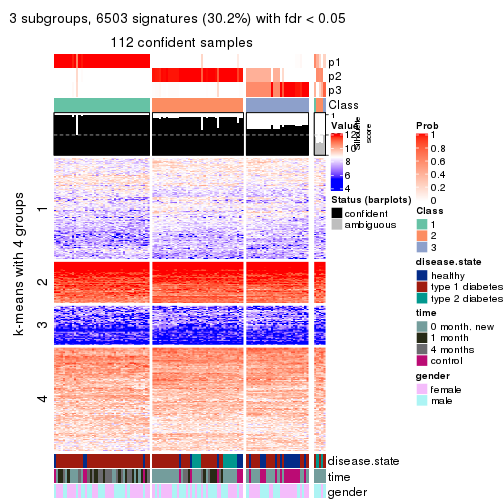 3 subgroups, 6503 signatures (30.2%) with fdr < 0.05
112 confident samples
p1
p2
p3
Class
1
Silhouette
score
k-means with 4 groups
1
2
3
4
disease.state
time
gender
Value
12
10
8
6
4
Status (barplots)
confident
ambiguous
Prob
1
0.8
0.6
0.4
0.2
0
Class
1
2
3
disease.state
healthy
type 1 diabetes
type 2 diabetes
time
0 month, new
1 month
4 months
control
gender
female
male